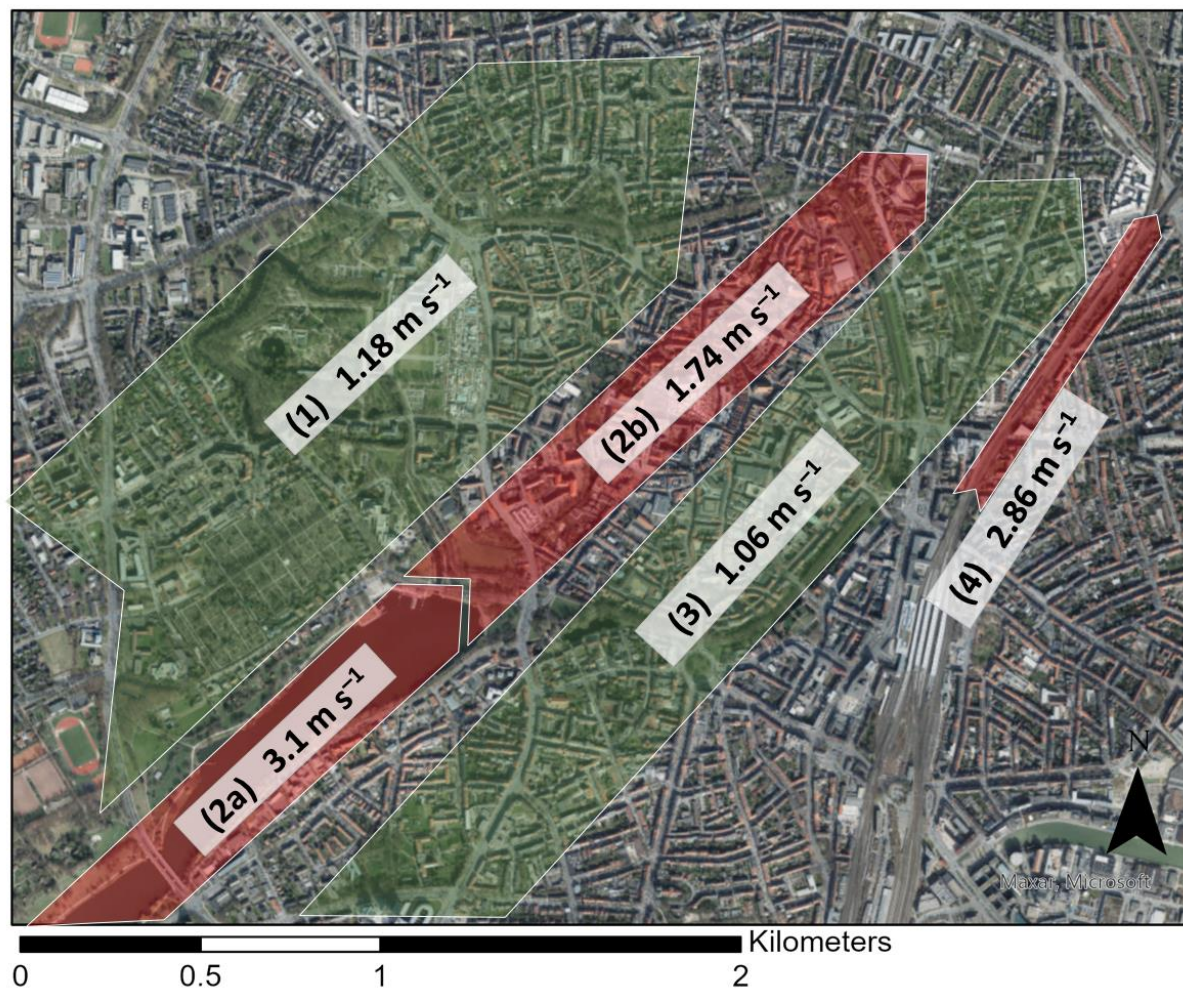 (1) 1.18 m s⁻¹
(2b) 1.74 m s⁻¹
(3) 1.06 m s⁻¹
(4) 2.86 m s⁻¹
(2a) 3.1 m s⁻¹
N
Maxar, Microsoft
Kilometers
0 0.5 1 2